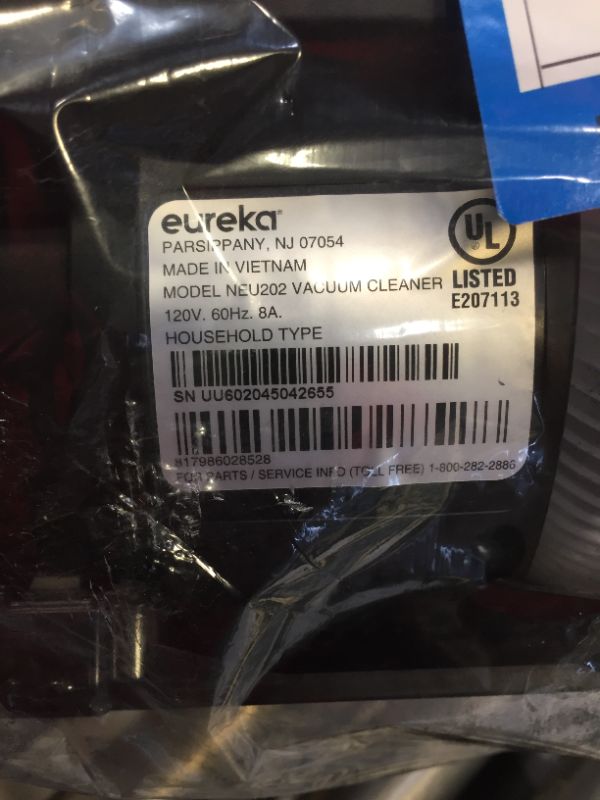 eureka
PARSIPPANY, NJ 07054
MADE IN VIETNAM
MODEL NEU202 VACUUM CLEANER
120V. 60Hz. 8A.
HOUSEHOLD TYPE
UL
LISTED
E207113
SN UU602045042655
817986028528
FOR PARTS / SERVICE INFO (TOLL FREE) 1-800-282-2886